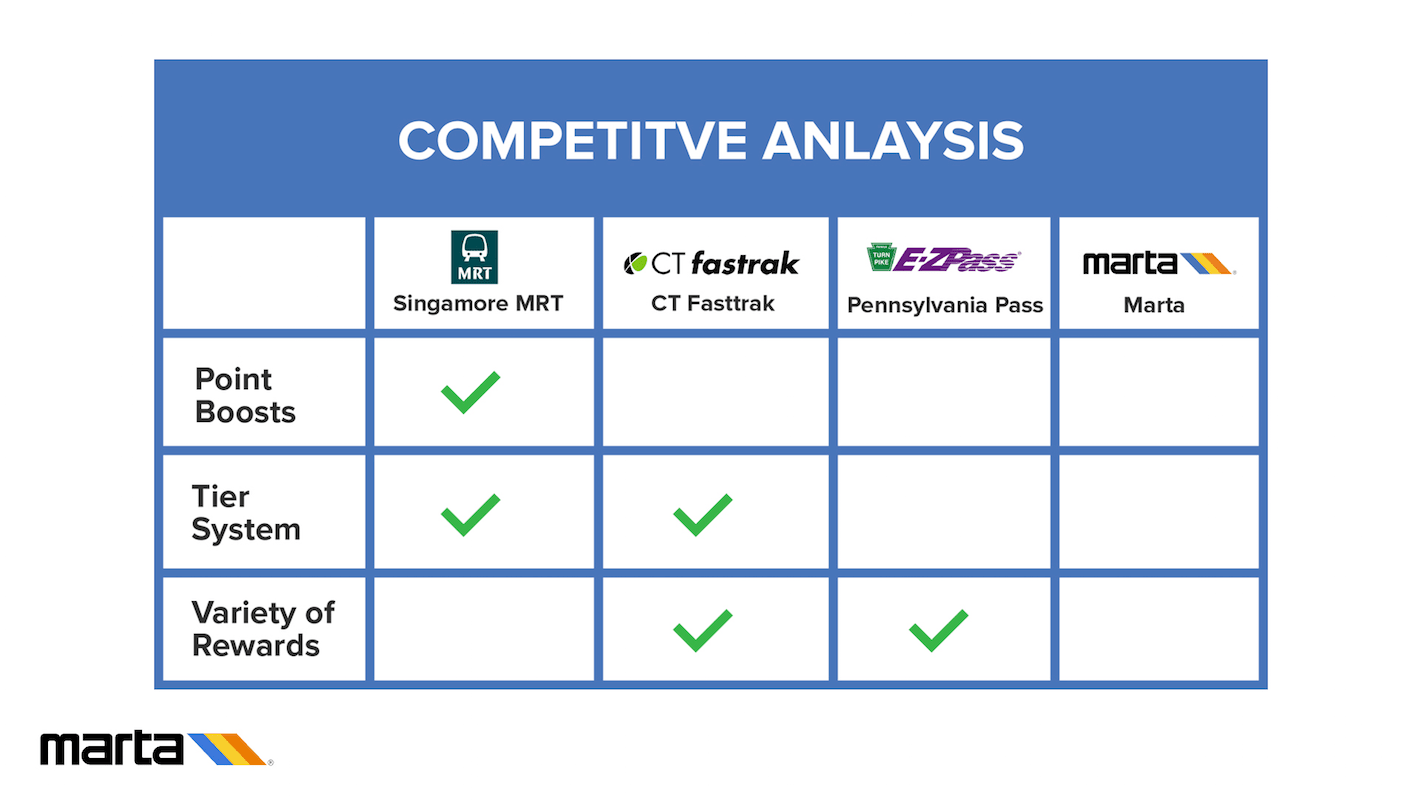 COMPETITVE ANLAYSIS
MRT
Singamore MRT
CT fastrak
CT Fasttrak
TURN
PIKE
E-ZPass®
Pennsylvania Pass
marta®
Marta
Point
Boosts
Tier
System
Variety of
Rewards
marta®